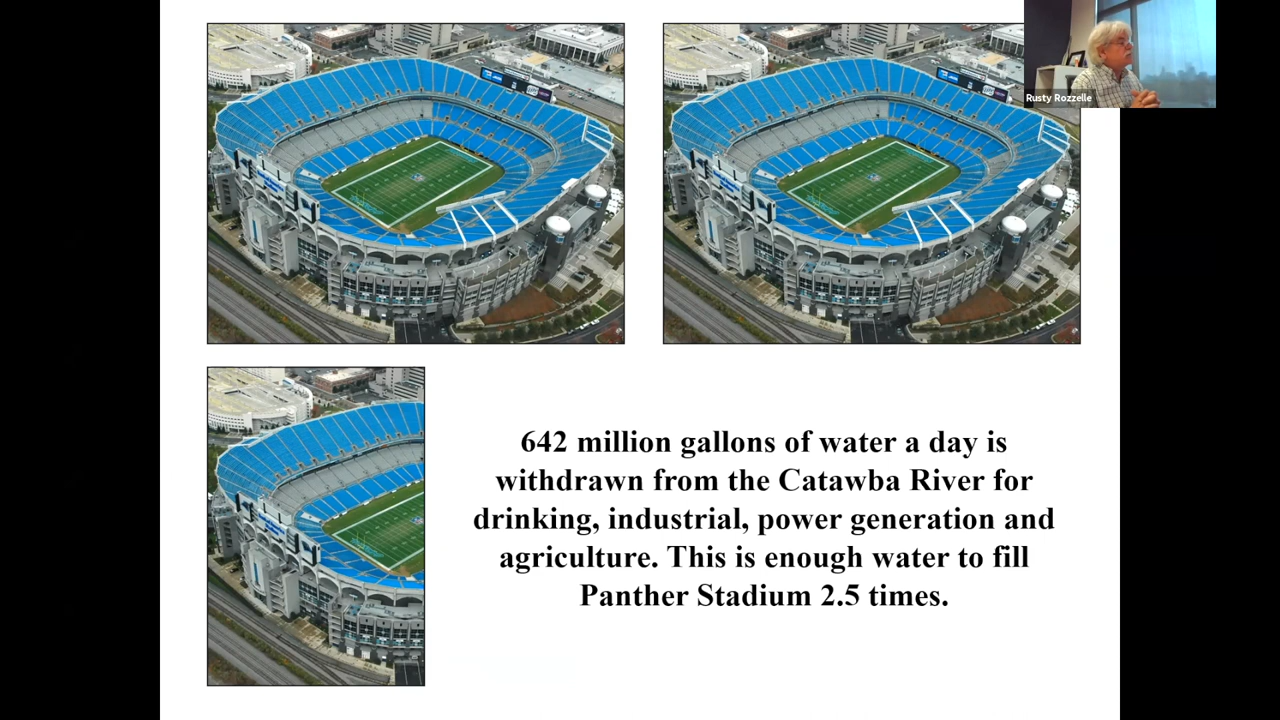 Rusty Rozzelle
642 million gallons of water a day is
withdrawn from the Catawba River for
drinking, industrial, power generation and
agriculture. This is enough water to fill
Panther Stadium 2.5 times.